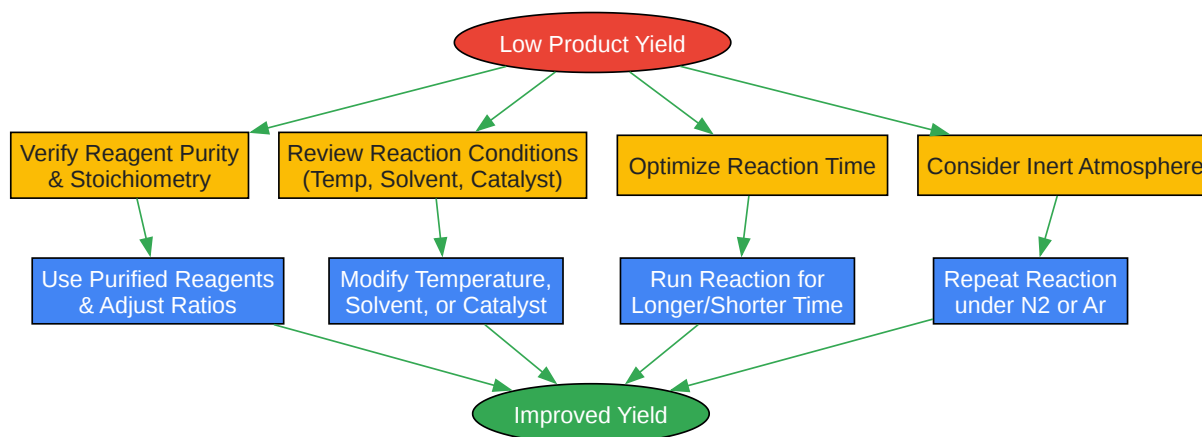 Low Product Yield
Verify Reagent Purity
& Stoichiometry
Review Reaction Conditions
(Temp, Solvent, Catalyst)
Optimize Reaction Time
Consider Inert Atmosphere
Use Purified Reagents
& Adjust Ratios
Modify Temperature,
Solvent, or Catalyst
Run Reaction for
Longer/Shorter Time
Repeat Reaction
under N2 or Ar
Improved Yield